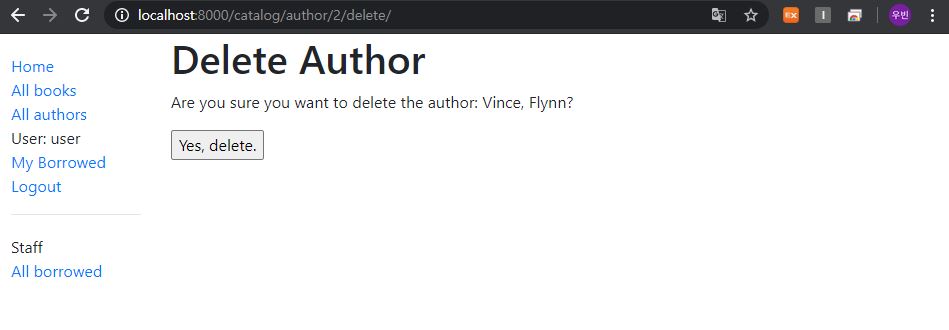 localhost:8000/catalog/author/2/delete/
EX
I
우빈
Home
All books
All authors
User: user
My Borrowed
Logout
Staff
All borrowed
Delete Author
Are you sure you want to delete the author: Vince, Flynn?
Yes, delete.